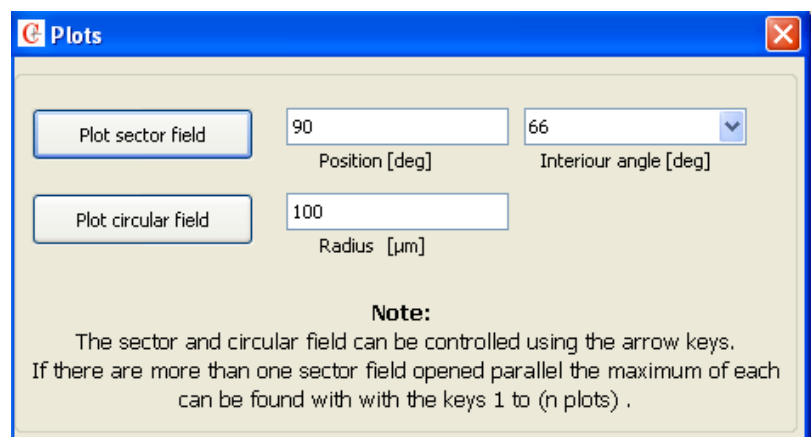 Plots
Plot sector field
90
66
Position [deg]
Interiour angle [deg]
Plot circular field
100
Radius [µm]
Note:
The sector and circular field can be controlled using the arrow keys.
If there are more than one sector field opened parallel the maximum of each
can be found with with the keys 1 to (n plots) .